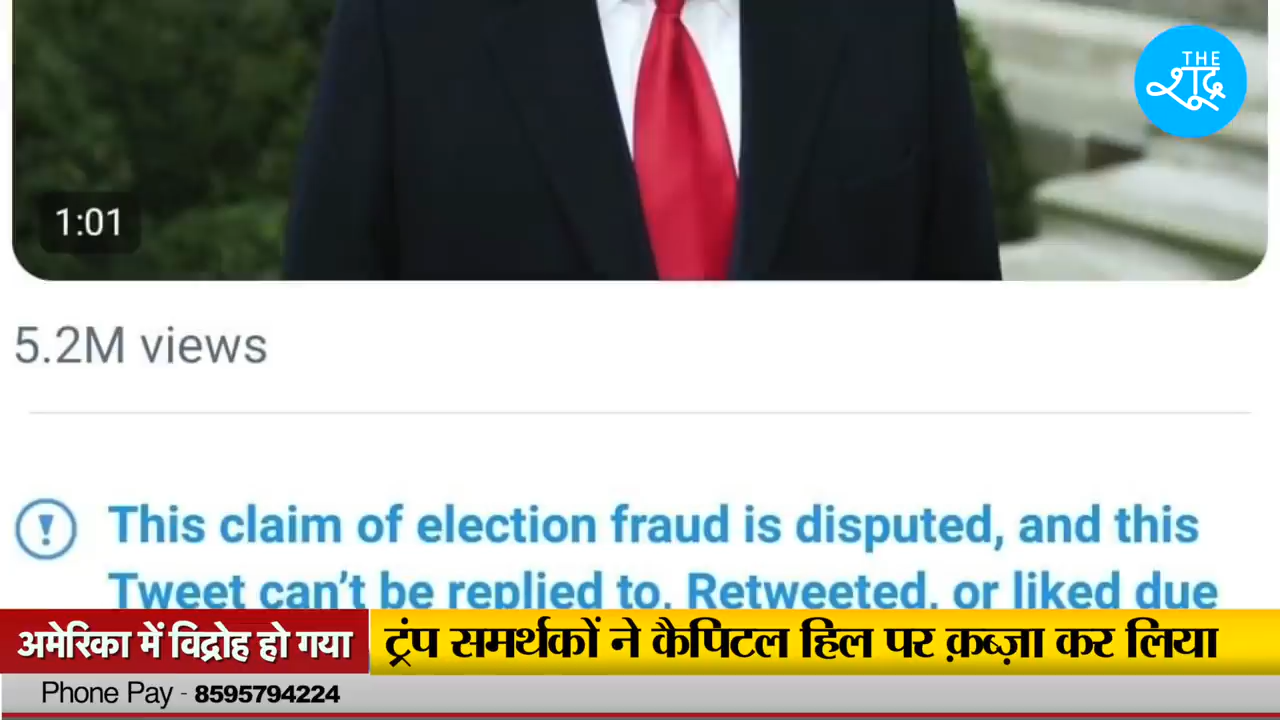 THE
शूद्र
1:01
5.2M views
This claim of election fraud is disputed, and this
Tweet can't be replied to, Retweeted, or liked due
अमेरिका में विद्रोह हो गया
ट्रंप समर्थकों ने कैपिटल हिल पर क़ब्ज़ा कर लिया
Phone Pay - 8595794224